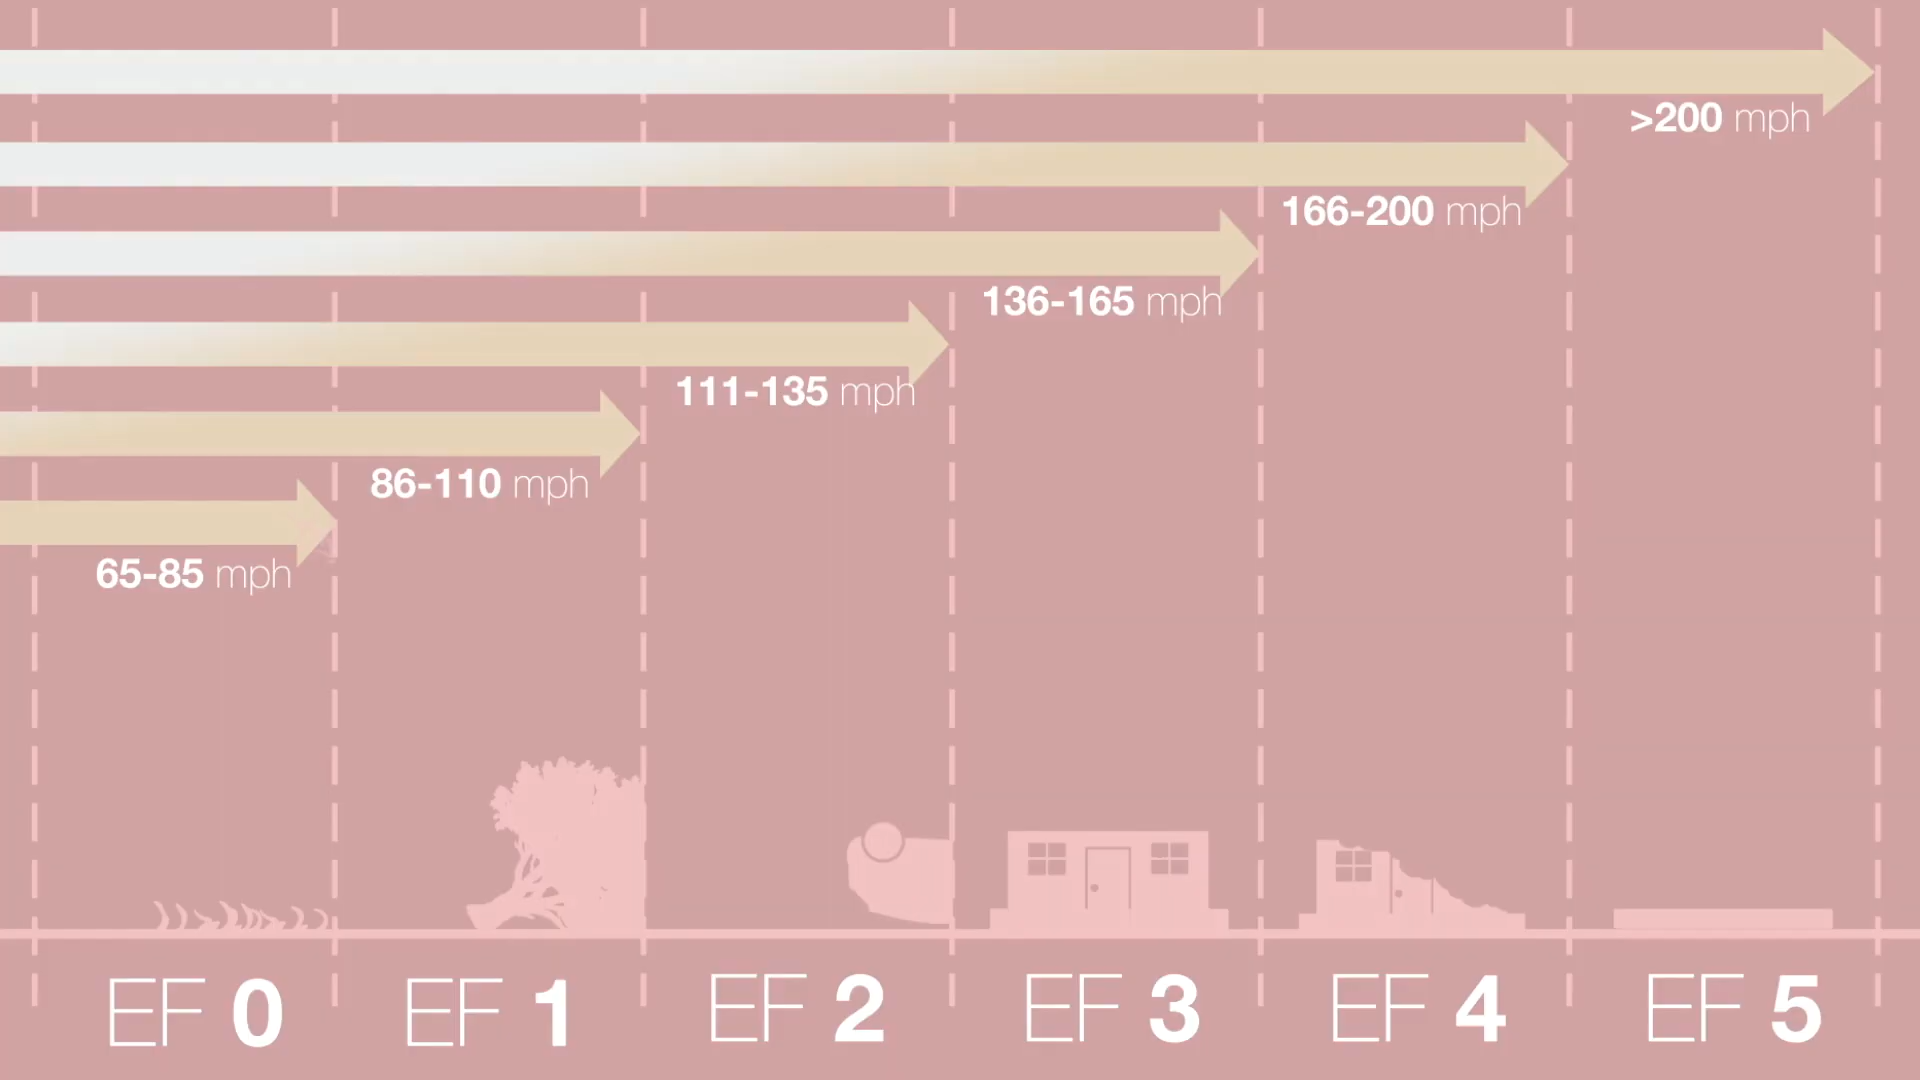 >200 mph
166-200 mph
136-165 mph
111-135 mph
86-110 mph
65-85 mph
EF 0 EF 1 EF 2 EF 3 EF 4 EF 5